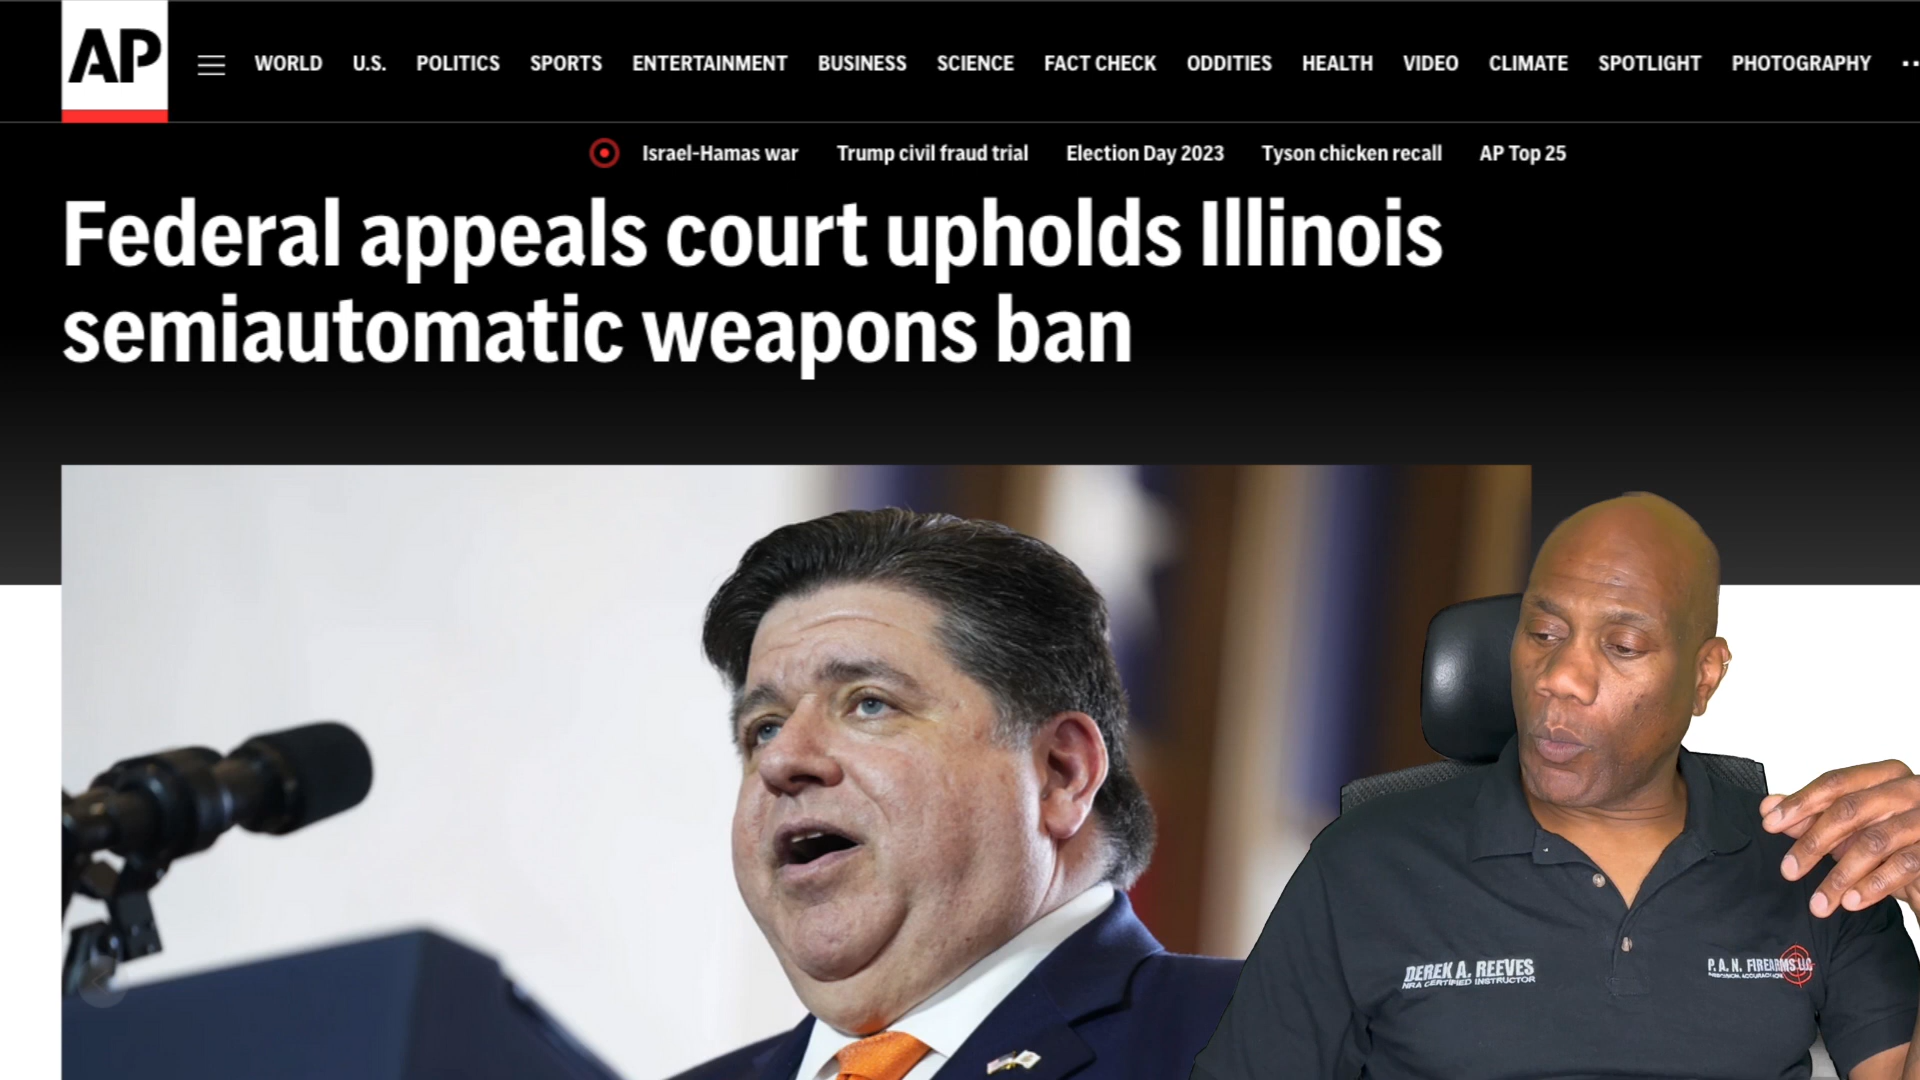 AP
WORLD U.S. POLITICS SPORTS ENTERTAINMENT BUSINESS SCIENCE FACT CHECK ODDITIES HEALTH VIDEO CLIMATE SPOTLIGHT PHOTOGRAPHY
Israel-Hamas war Trump civil fraud trial Election Day 2023 Tyson chicken recall AP Top 25
Federal appeals court upholds Illinois
semiautomatic weapons ban
DEREK A. REEVES
NRA CERTIFIED INSTRUCTOR
P.A.N. FIREARMS LLC